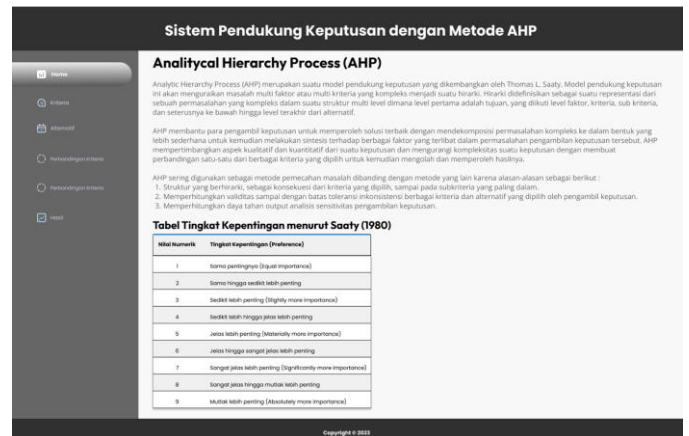 Sistem Pendukung Keputusan dengan Metode AHP
Home
Kriteria
Alternatif
Perbandingan Kriteria
Perbandingan Kriteria
Hasil
Analitycal Hierarchy Process (AHP)
Analytic Hierarchy Process (AHP) merupakan suatu model pendukung keputusan yang dikembangkan oleh Thomas L. Saaty. Model pendukung keputusan
ini akan menguraikan masalah multi faktor atau multi kriteria yang kompleks menjadi suatu hirarki. Hirarki didefinisikan sebagai suatu representasi dari
sebuah permasalahan yang kompleks dalam suatu struktur multi level dimana level pertama adalah tujuan, yang diikuti level faktor, kriteria, sub kriteria,
dan seterusnya ke bawah hingga level terakhir dari alternatif.
AHP membantu para pengambil keputusan untuk memperoleh solusi terbaik dengan mendekomposisi permasalahan kompleks ke dalam bentuk yang
lebih sederhana untuk kemudian melakukan sintesis terhadap berbagai faktor yang terlibat dalam permasalahan pengambilan keputusan tersebut. AHP
mempertimbangkan aspek kualitatif dan kuantitatif dari suatu keputusan dan mengurangi kompleksitas suatu keputusan dengan membuat
perbandingan satu-satu dari berbagai kriteria yang dipilih untuk kemudian mengolah dan memperoleh hasilnya.
AHP sering digunakan sebagai metode pemecahan masalah dibanding dengan metode yang lain karena alasan-alasan sebagai berikut :
1. Struktur yang berhirarki, sebagai konsekuesi dari kriteria yang dipilih, sampai pada subkriteria yang paling dalam.
2. Memperhitungkan validitas sampai dengan batas toleransi inkonsistensi berbagai kriteria dan alternatif yang dipilih oleh pengambil keputusan.
3. Memperhitungkan daya tahan output analisis sensitivitas pengambilan keputusan.
Tabel Tingkat Kepentingan menurut Saaty (1980)
Nilai Numerik Tingkat Kepentingan (Preference)
1 Sama pentingnya (Equal Importance)
2 Sama hingga sedikit lebih penting
3 Sedikit lebih penting (Slightly more importance)
4 Sedikit lebih hingga jelas lebih penting
5 Jelas lebih penting (Materially more importance)
6 Jelas hingga sangat jelas lebih penting
7 Sangat jelas lebih penting (Significantly more importance)
8 Sangat jelas hingga mutlak lebih penting
9 Mutlak lebih penting (Absolutely more importance)
Copyright © 2023